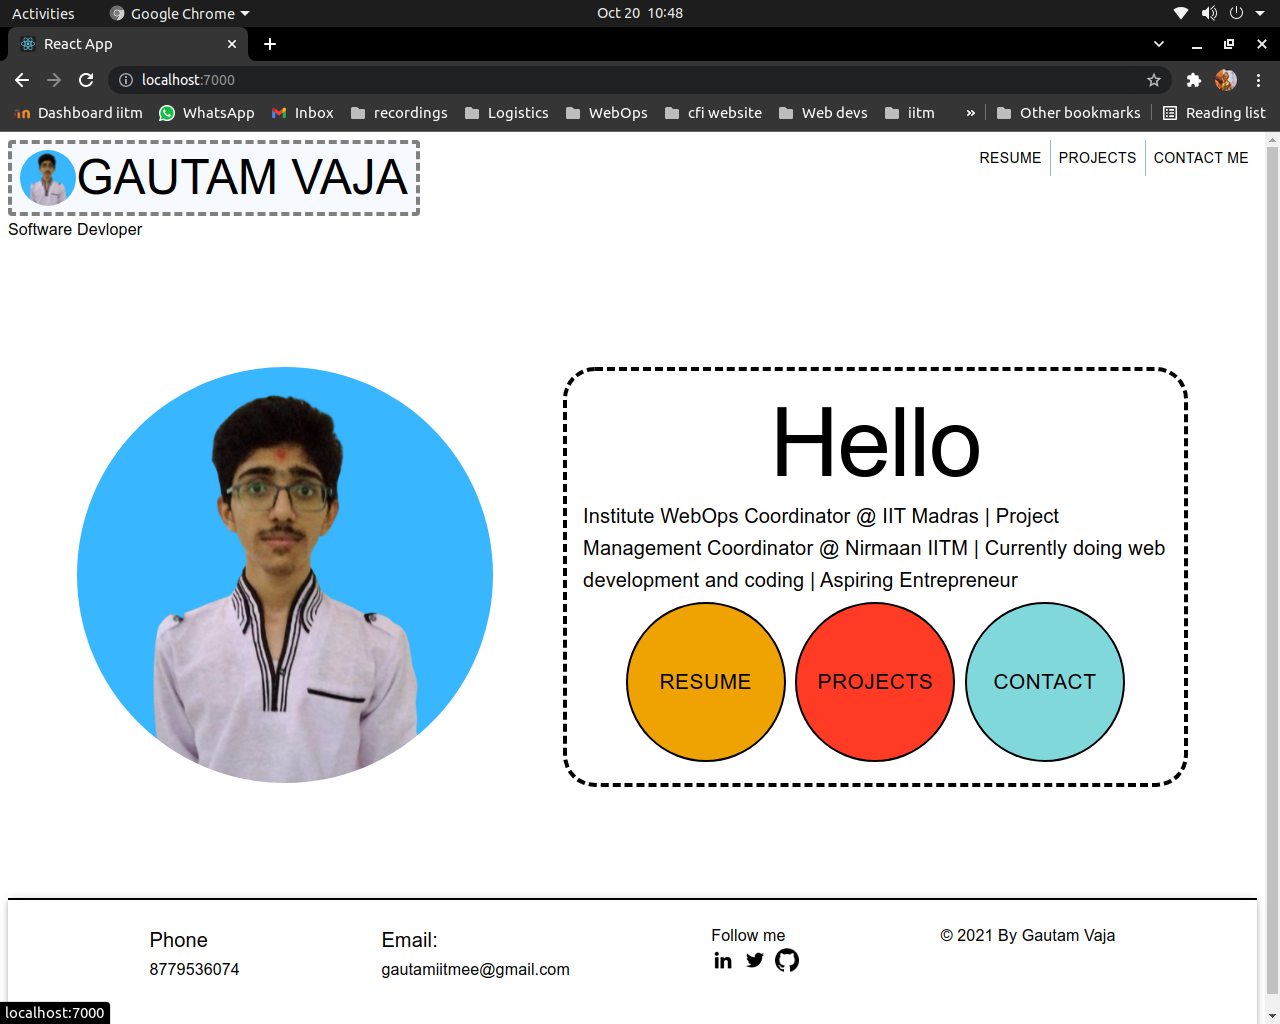 Activities
Google Chrome
Oct 20 10:48
React App
localhost:7000
Dashboard iitm
WhatsApp
Inbox
recordings
Logistics
WebOps
cfi website
Web devs
iitm
»
Other bookmarks
Reading list
GAUTAM VAJA
RESUME
PROJECTS
CONTACT ME
Software Devloper
Hello
Institute WebOps Coordinator @ IIT Madras | Project
Management Coordinator @ Nirmaan IITM | Currently doing web
development and coding | Aspiring Entrepreneur
RESUME
PROJECTS
CONTACT
Phone
8779536074
Email:
gautamiitmee@gmail.com
Follow me
© 2021 By Gautam Vaja
localhost:7000